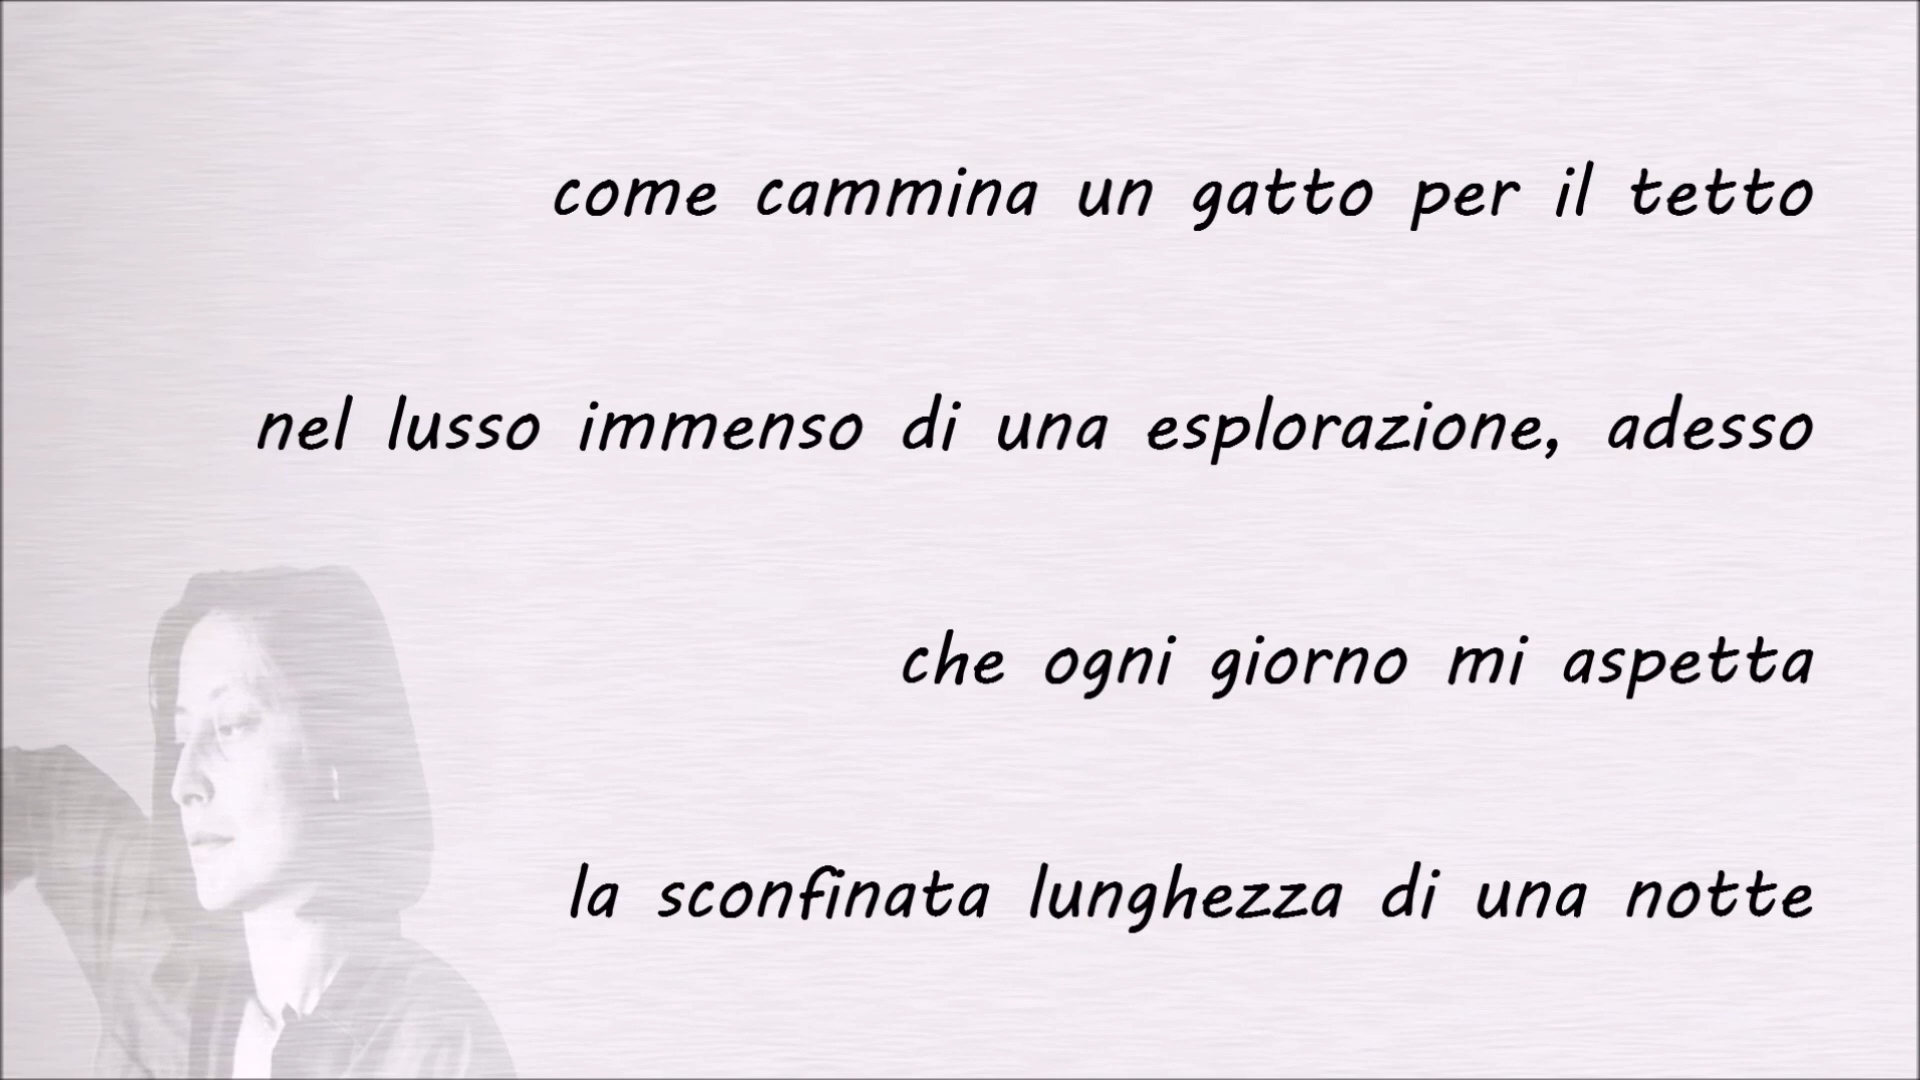 come cammina un gatto per il tetto
nel lusso immenso di una esplorazione, adesso
che ogni giorno mi aspetta
la sconfinata lunghezza di una notte